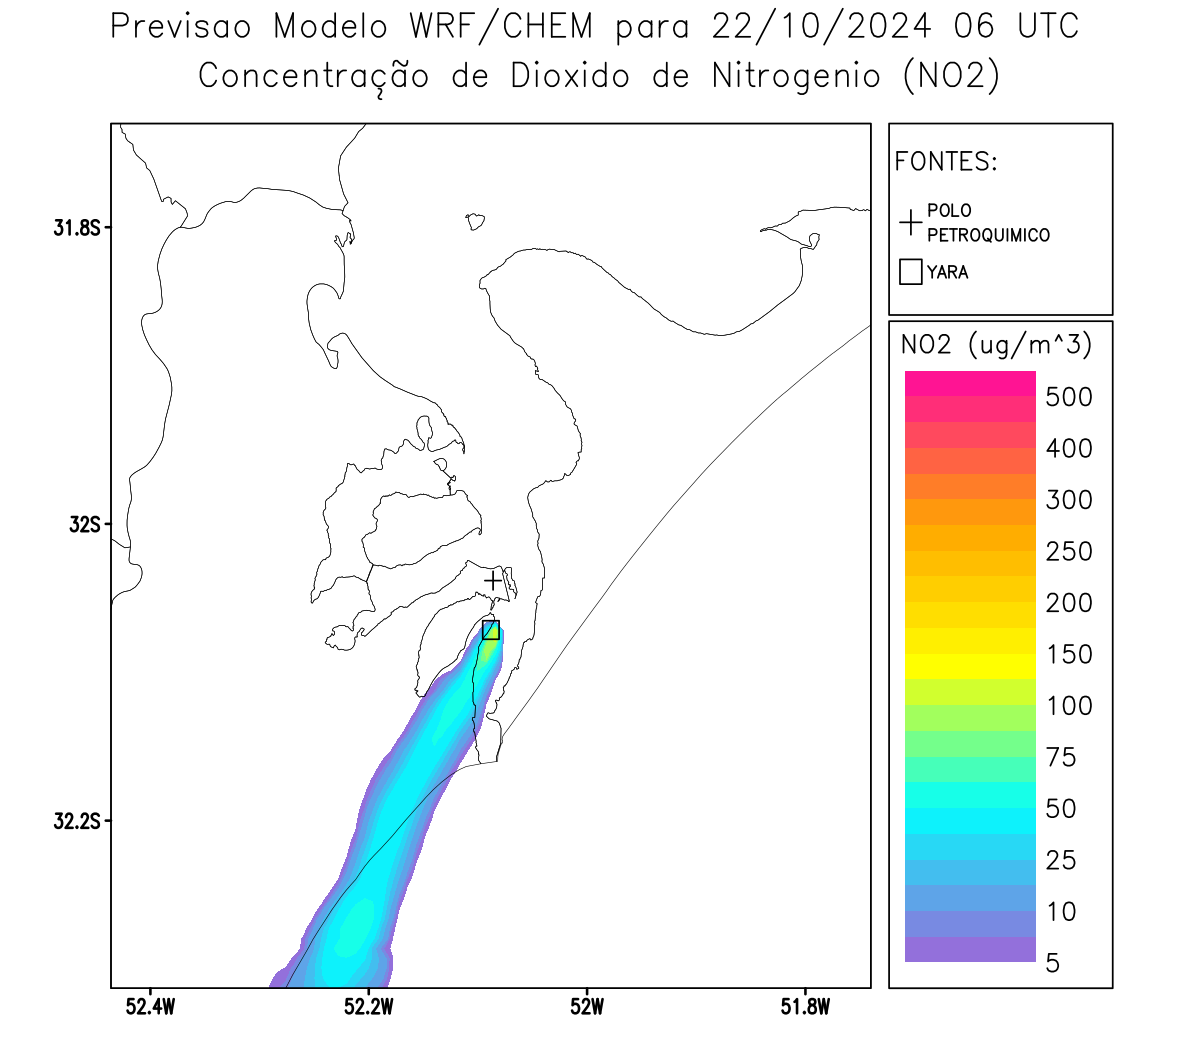 Previsao Modelo WRF/CHEM para 22/10/2024 06 UTC
Concentração de Dioxido de Nitrogenio (NO2)
FONTES:
POLO
PETROQUIMICO
YARA
NO2 (ug/m^3)
500
400
300
250
200
150
100
75
50
25
10
5
31.8S
32S
32.2S
52.4W
52.2W
52W
51.8W